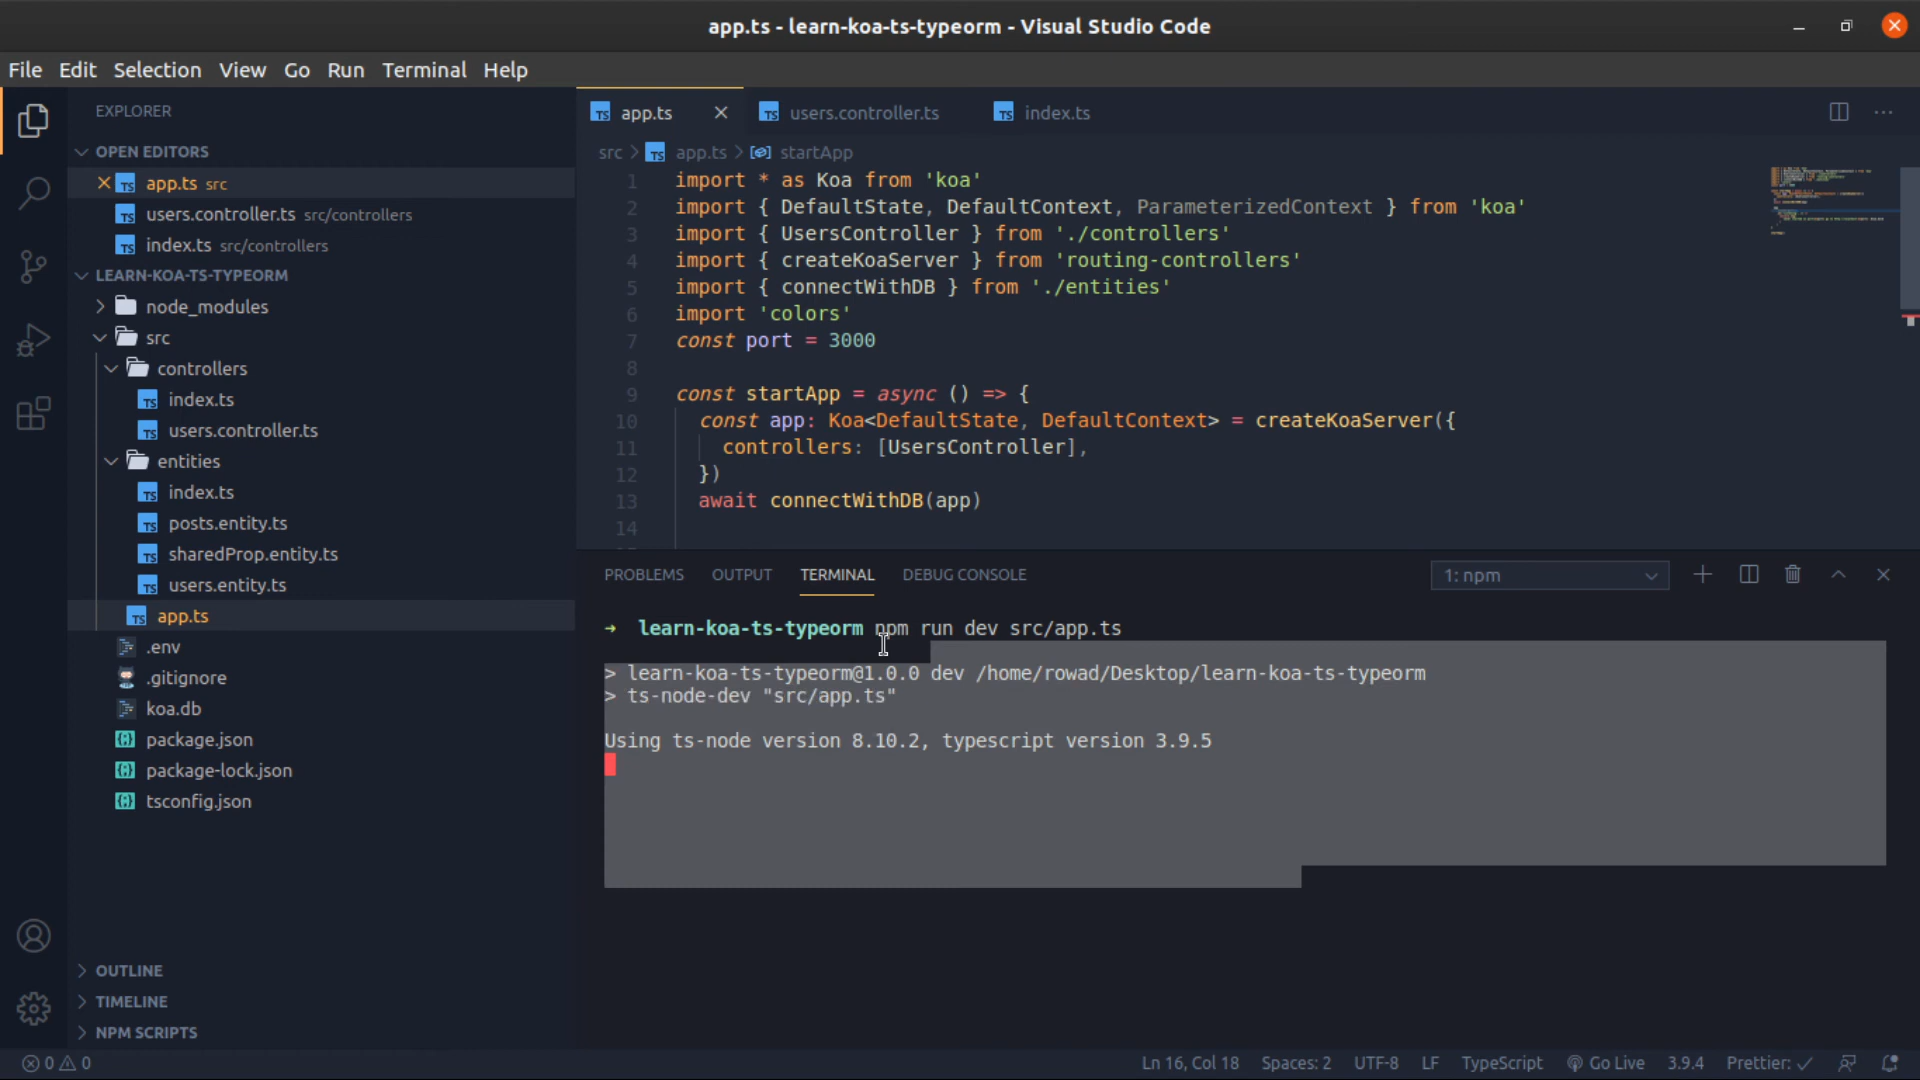 app.ts - learn-koa-ts-typeorm - Visual Studio Code
File Edit Selection View Go Run Terminal Help
EXPLORER
OPEN EDITORS
app.ts src
users.controller.ts src/controllers
index.ts src/controllers
LEARN-KOA-TS-TYPEORM
node_modules
src
controllers
index.ts
users.controller.ts
entities
index.ts
posts.entity.ts
sharedProp.entity.ts
users.entity.ts
app.ts
.env
.gitignore
koa.db
package.json
package-lock.json
tsconfig.json
OUTLINE
TIMELINE
NPM SCRIPTS
app.ts users.controller.ts index.ts
src > app.ts > startApp
1 import * as Koa from 'koa'
2 import { DefaultState, DefaultContext, ParameterizedContext } from 'koa'
3 import { UsersController } from './controllers'
4 import { createKoaServer } from 'routing-controllers'
5 import { connectWithDB } from './entities'
6 import 'colors'
7 const port = 3000
8
9 const startApp = async () => {
10 const app: Koa<DefaultState, DefaultContext> = createKoaServer({
11 controllers: [UsersController],
12 })
13 await connectWithDB(app)
14
PROBLEMS OUTPUT TERMINAL DEBUG CONSOLE 1: npm
→ learn-koa-ts-typeorm npm run dev src/app.ts
> learn-koa-ts-typeorm@1.0.0 dev /home/rowad/Desktop/learn-koa-ts-typeorm
> ts-node-dev "src/app.ts"
Using ts-node version 8.10.2, typescript version 3.9.5
0 0 Ln 16, Col 18 Spaces: 2 UTF-8 LF TypeScript Go Live 3.9.4 Prettier: ✓